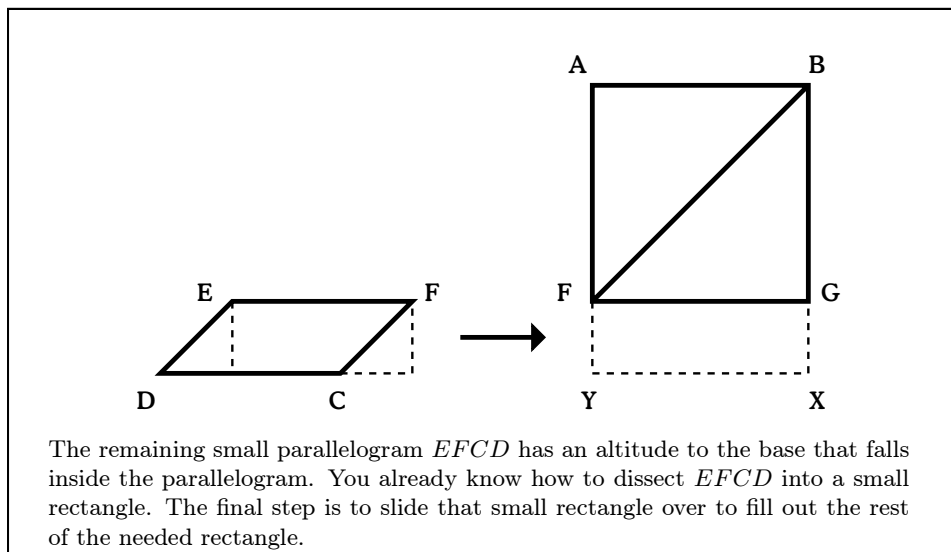 A B
E F F G
D C Y X
The remaining small parallelogram EFCD has an altitude to the base that falls
inside the parallelogram. You already know how to dissect EFCD into a small
rectangle. The final step is to slide that small rectangle over to fill out the rest
of the needed rectangle.